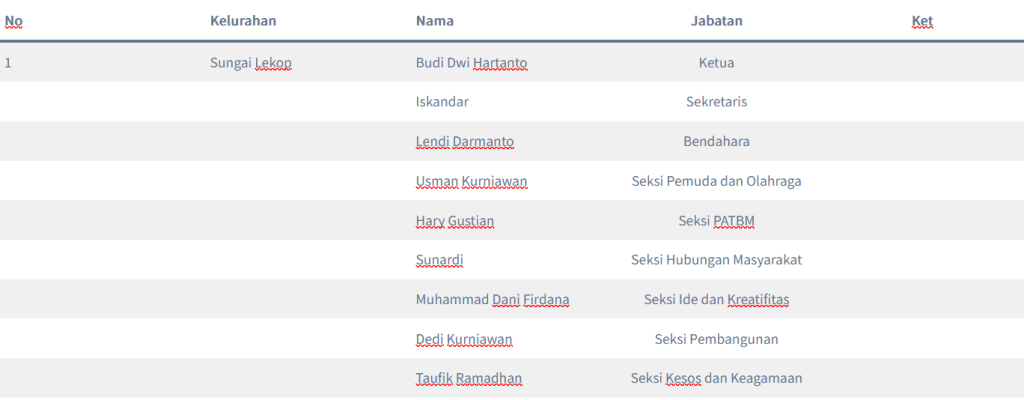 No Kelurahan Nama Jabatan Ket
1 Sungai Lekop Budi Dwi Hartanto Ketua
Iskandar Sekretaris
Lendi Darmanto Bendahara
Usman Kurniawan Seksi Pemuda dan Olahraga
Hary Gustian Seksi PATBM
Sunardi Seksi Hubungan Masyarakat
Muhammad Dani Firdana Seksi Ide dan Kreatifitas
Dedi Kurniawan Seksi Pembangunan
Taufik Ramadhan Seksi Kesos dan Keagamaan